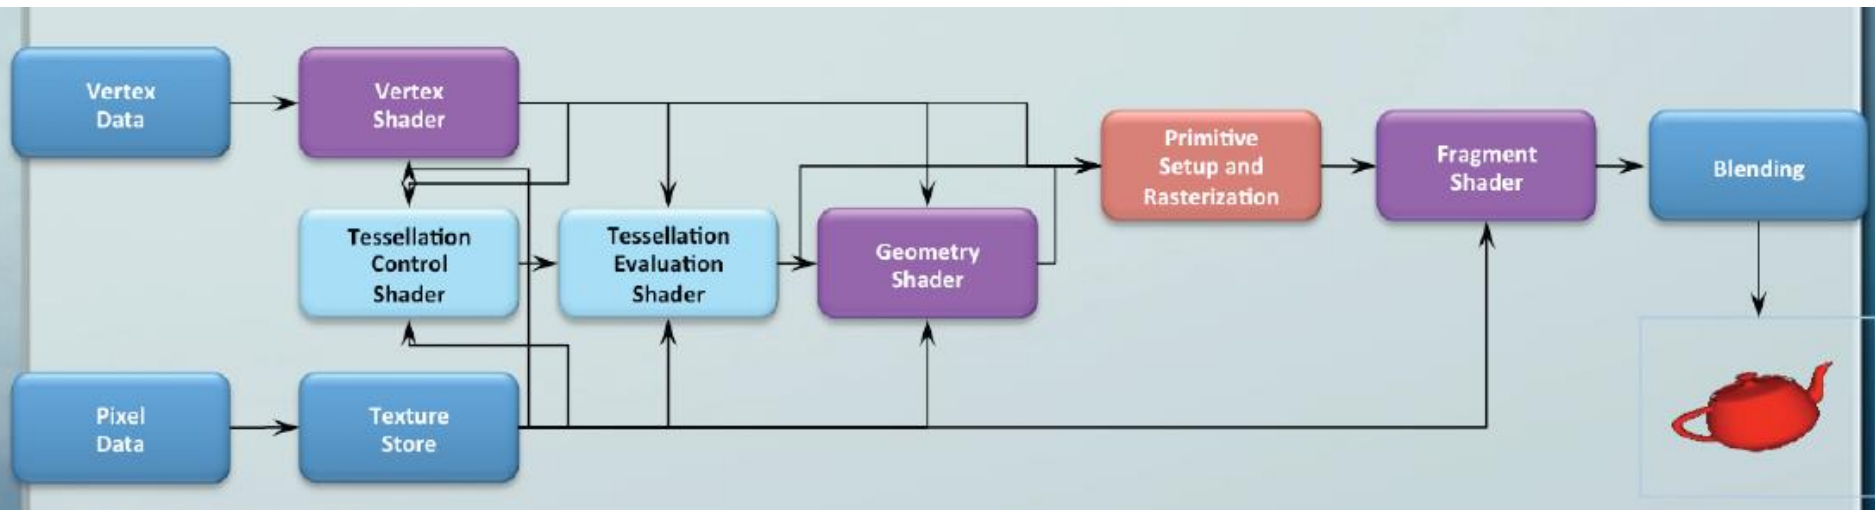 Vertex
Data
Vertex
Shader
Tessellation
Control
Shader
Tessellation
Evaluation
Shader
Geometry
Shader
Primitive
Setup and
Rasterization
Fragment
Shader
Blending
Pixel
Data
Texture
Store